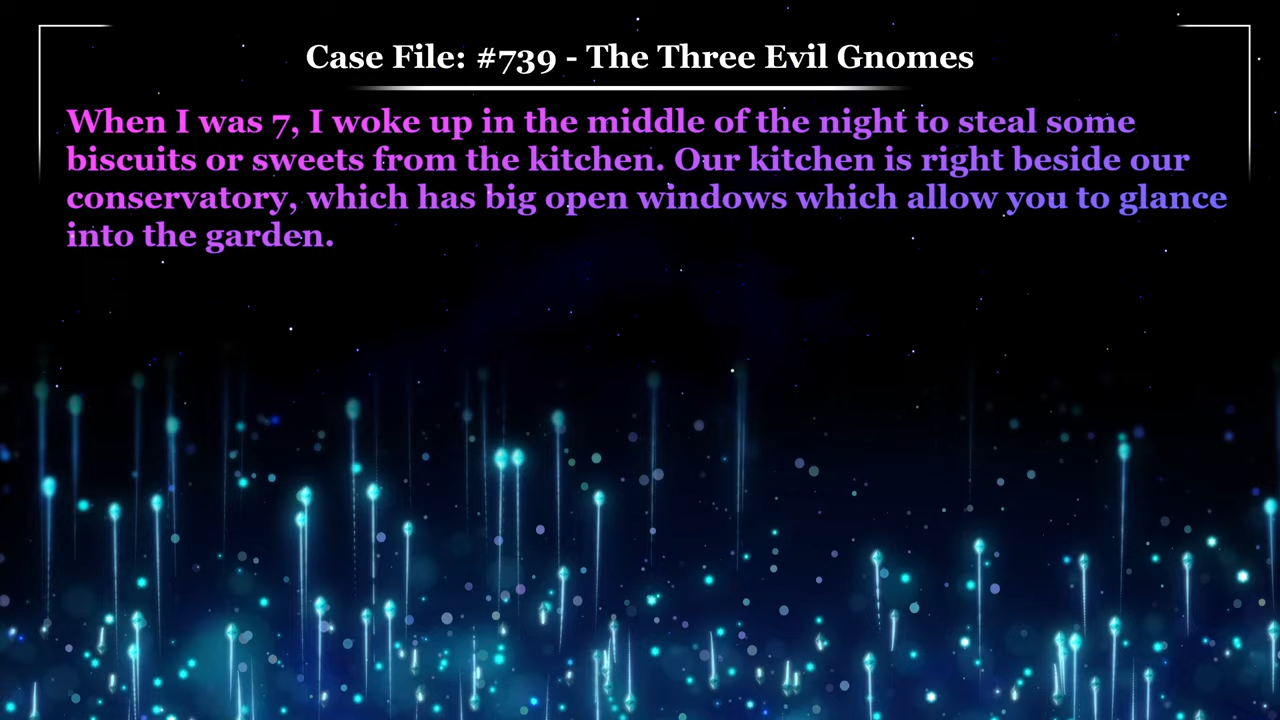 Case File: #739 - The Three Evil Gnomes
When I was 7, I woke up in the middle of the night to steal some
biscuits or sweets from the kitchen. Our kitchen is right beside our
conservatory, which has big open windows which allow you to glance
into the garden.